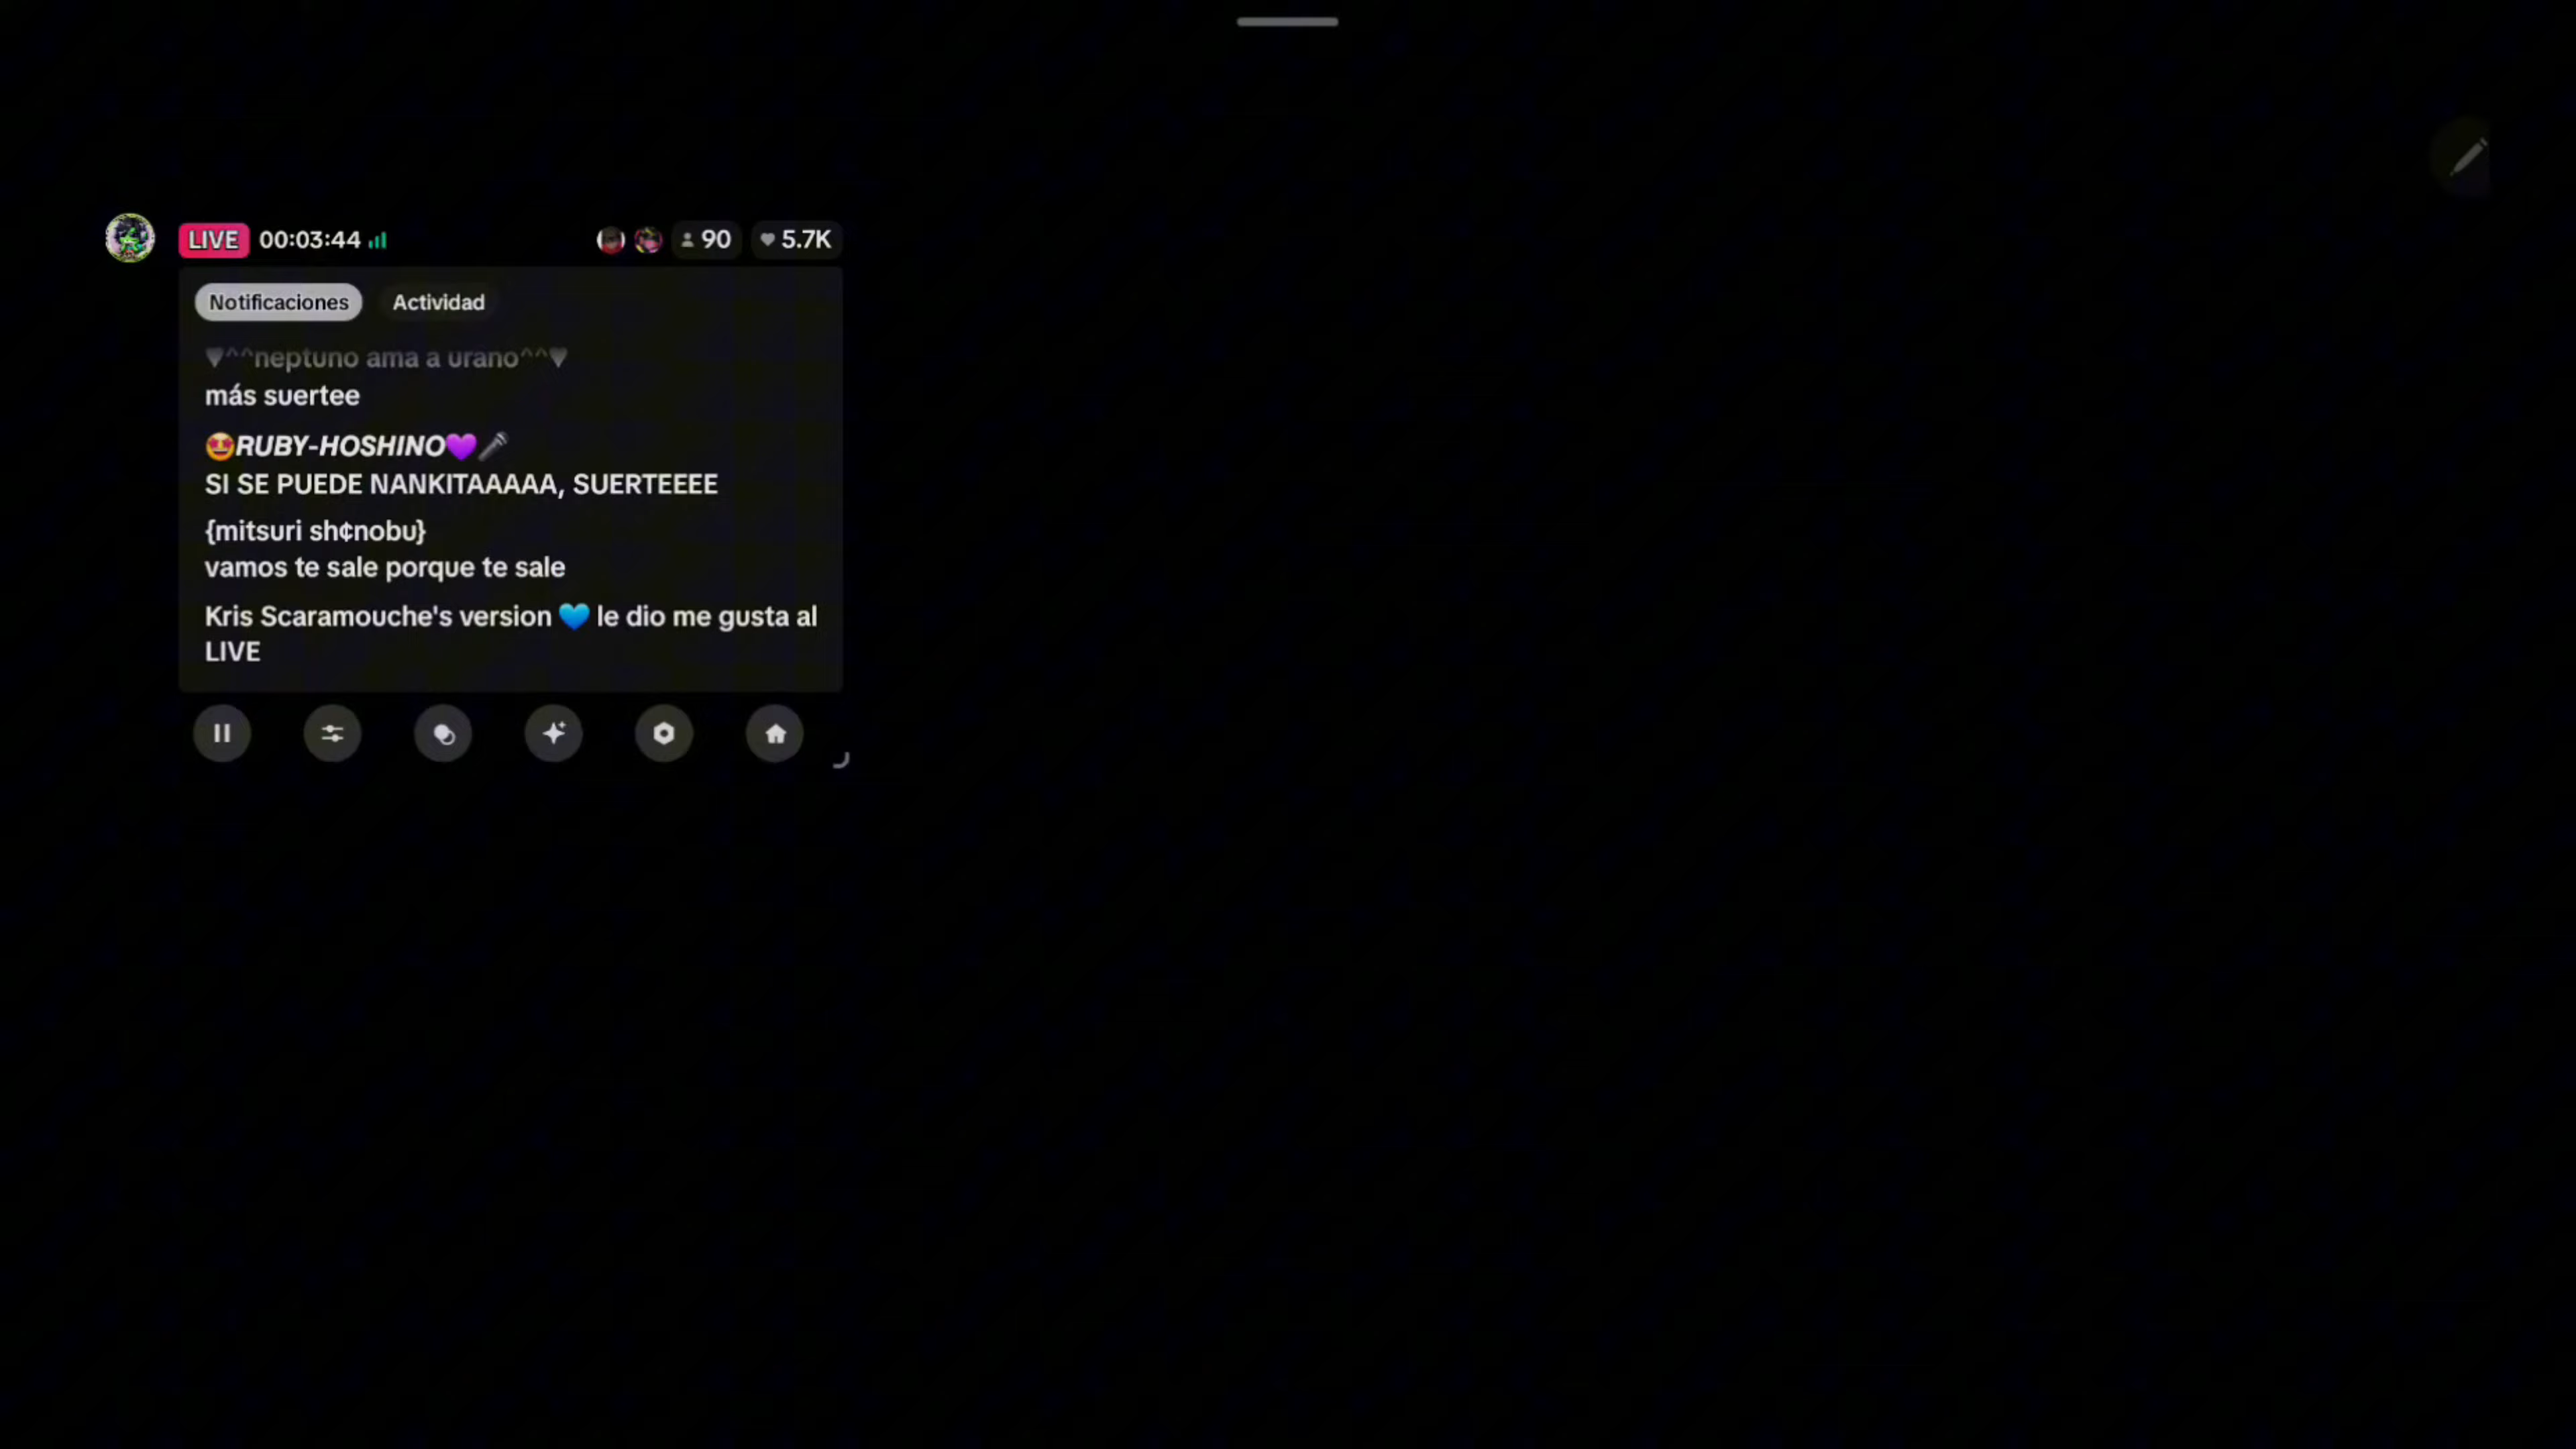 LIVE 00:03:44 90 5.7K
Notificaciones Actividad
♥^^neptuno ama a urano^^♥
más suertee
🤩RUBY-HOSHINO💜🎤
SI SE PUEDE NANKITAAAAA, SUERTEEEE
{mitsuri sh¢nobu}
vamos te sale porque te sale
Kris Scaramouche's version 💙 le dio me gusta al
LIVE